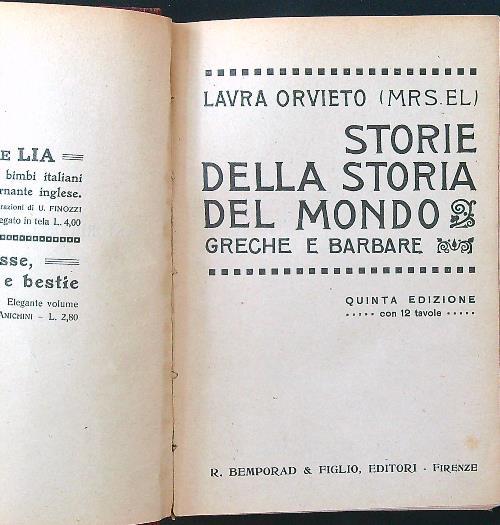 E LIA
bimbi italiani
rnante inglese.
razioni di U. FINOZZI
egato in tela L. 4,00
sse,
e bestie
Elegante volume
ANICHINI – L. 2,80
LAVRA ORVIETO (MRS. EL)
STORIE
DELLA STORIA
DEL MONDO
GRECHE E BARBARE
QUINTA EDIZIONE
····· con 12 tavole ·····
R. BEMPORAD & FIGLIO, EDITORI - FIRENZE